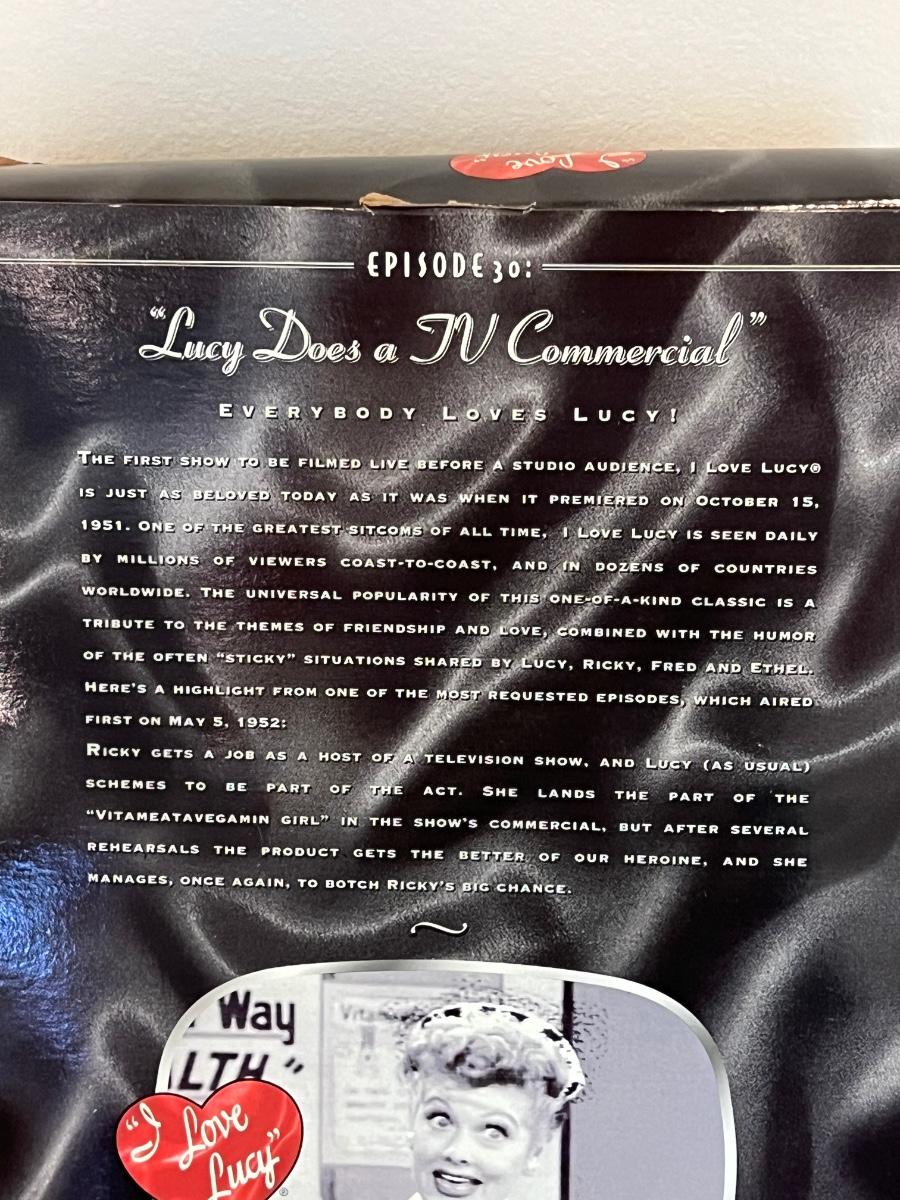 "I Love
EPISODE 30:
"Lucy Does a TV Commercial"
EVERYBODY LOVES LUCY!
THE FIRST SHOW TO BE FILMED LIVE BEFORE A STUDIO AUDIENCE, I LOVE LUCY®
IS JUST AS BELOVED TODAY AS IT WAS WHEN IT PREMIERED ON OCTOBER 15,
1951. ONE OF THE GREATEST SITCOMS OF ALL TIME, I LOVE LUCY IS SEEN DAILY
BY MILLIONS OF VIEWERS COAST-TO-COAST, AND IN DOZENS OF COUNTRIES
WORLDWIDE. THE UNIVERSAL POPULARITY OF THIS ONE-OF-A-KIND CLASSIC IS A
TRIBUTE TO THE THEMES OF FRIENDSHIP AND LOVE, COMBINED WITH THE HUMOR
OF THE OFTEN "STICKY" SITUATIONS SHARED BY LUCY, RICKY, FRED AND ETHEL.
HERE'S A HIGHLIGHT FROM ONE OF THE MOST REQUESTED EPISODES, WHICH AIRED
FIRST ON MAY 5, 1952:
RICKY GETS A JOB AS A HOST OF A TELEVISION SHOW, AND LUCY (AS USUAL)
SCHEMES TO BE PART OF THE ACT. SHE LANDS THE PART OF THE
"VITAMEATAVEGAMIN GIRL" IN THE SHOW'S COMMERCIAL, BUT AFTER SEVERAL
REHEARSALS THE PRODUCT GETS THE BETTER OF OUR HEROINE, AND SHE
MANAGES, ONCE AGAIN, TO BOTCH RICKY'S BIG CHANCE.
Way
LTH"
"I Love
Lucy"®